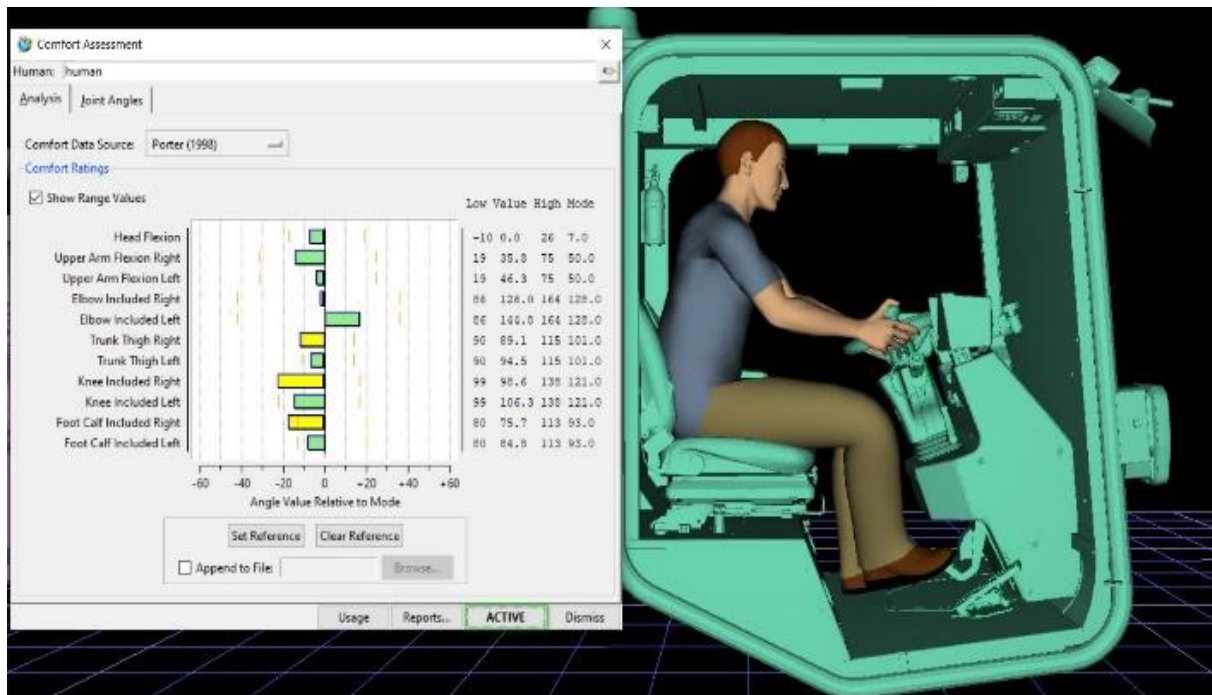 Comfort Assessment
Human: human
Analysis Joint Angles
Comfort Data Source: Porter (1998)
Comfort Ratings
Show Range Values
Low Value High Mode
Head Flexion -10 0.0 26 7.0
Upper Arm Flexion Right 19 35.8 75 50.0
Upper Arm Flexion Left 19 46.3 75 50.0
Elbow Included Right 86 126.0 164 128.0
Elbow Included Left 86 144.8 164 128.0
Trunk Thigh Right 90 89.1 115 101.0
Trunk Thigh Left 90 94.5 115 101.0
Knee Included Right 99 98.6 138 121.0
Knee Included Left 99 106.3 138 121.0
Foot Calf Included Right 80 75.7 113 93.0
Foot Calf Included Left 80 84.8 113 93.0
-60 -40 -20 0 +20 +40 +60
Angle Value Relative to Mode
Set Reference Clear Reference
Append to File: Browse...
Usage Reports... ACTIVE Dismiss